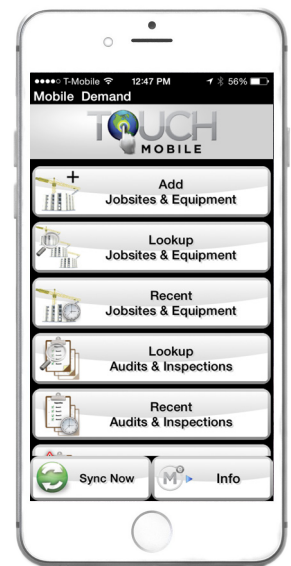 T-Mobile 12:47 PM 56%
Mobile Demand
TOUCH
MOBILE
Add
Jobsites & Equipment
Lookup
Jobsites & Equipment
Recent
Jobsites & Equipment
Lookup
Audits & Inspections
Recent
Audits & Inspections
Sync Now
M
Info